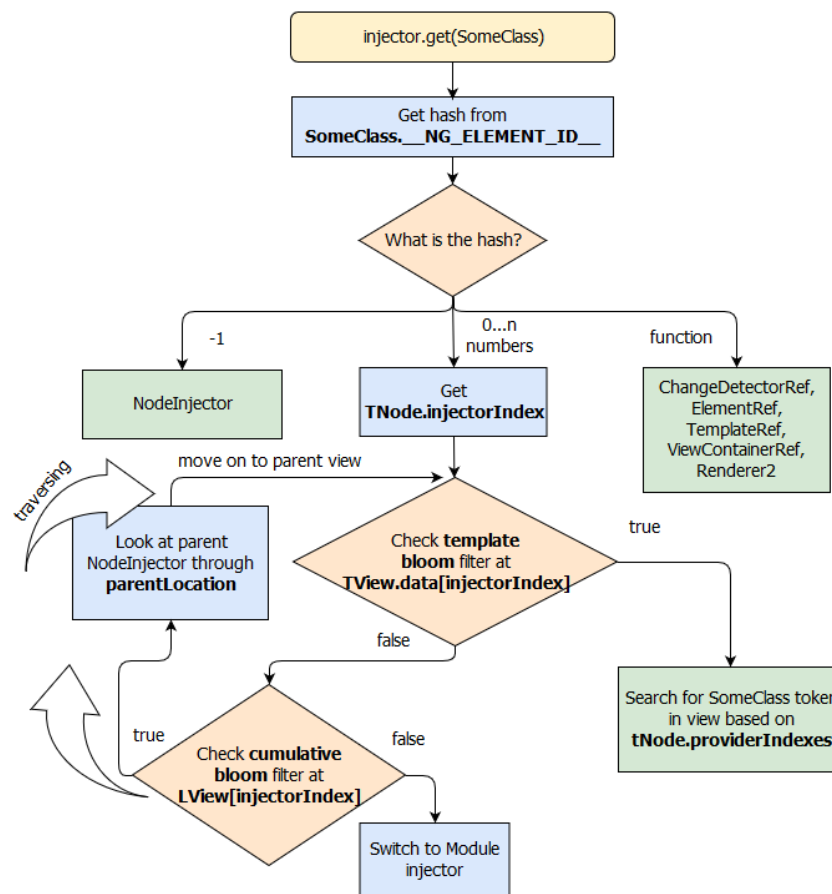 injector.get(SomeClass)
Get hash from
SomeClass.__NG_ELEMENT_ID__
What is the hash?
-1
0...n
numbers
function
NodeInjector
Get
TNode.injectorIndex
ChangeDetectorRef,
ElementRef,
TemplateRef,
ViewContainerRef,
Renderer2
traversing
move on to parent view
Look at parent
NodeInjector through
parentLocation
Check template
bloom filter at
TView.data[injectorIndex]
true
false
Search for SomeClass token
in view based on
tNode.providerIndexes
true
Check cumulative
bloom filter at
LView[injectorIndex]
false
Switch to Module
injector